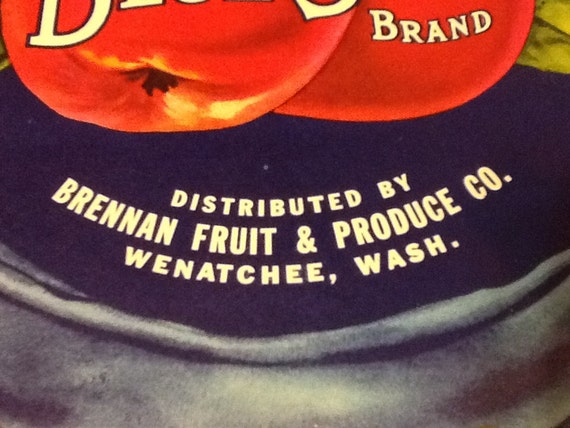 BRAND
DISTRIBUTED BY
BRENNAN FRUIT & PRODUCE CO.
WENATCHEE, WASH.